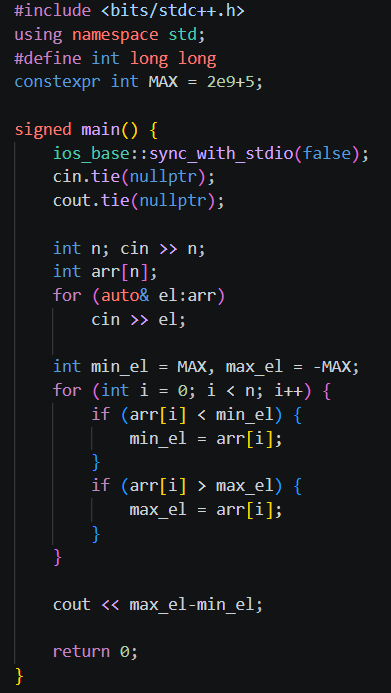 #include <bits/stdc++.h>
using namespace std;
#define int long long
constexpr int MAX = 2e9+5;

signed main() {
    ios_base::sync_with_stdio(false);
    cin.tie(nullptr);
    cout.tie(nullptr);

    int n; cin >> n;
    int arr[n];
    for (auto& el:arr)
        cin >> el;

    int min_el = MAX, max_el = -MAX;
    for (int i = 0; i < n; i++) {
        if (arr[i] < min_el) {
            min_el = arr[i];
        }
        if (arr[i] > max_el) {
            max_el = arr[i];
        }
    }

    cout << max_el-min_el;

    return 0;
}